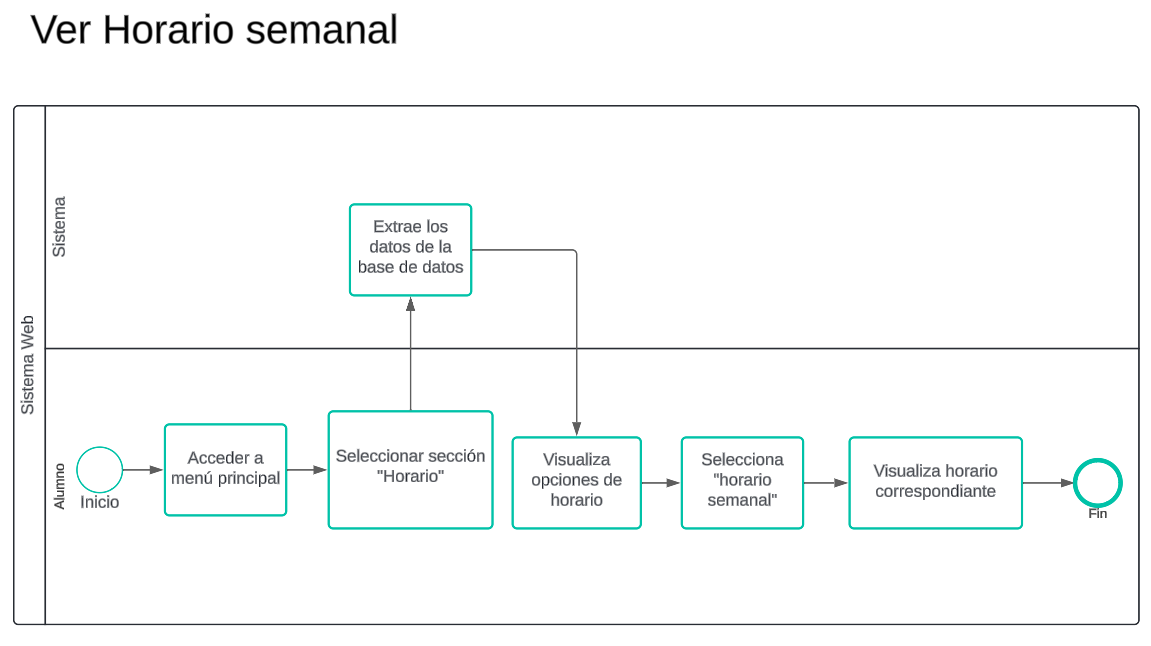 Ver Horario semanal
Sistema Web
Sistema
Extrae los
datos de la
base de datos
Alumno
Inicio
Acceder a
menú principal
Seleccionar sección
"Horario"
Visualiza
opciones de
horario
Selecciona
"horario
semanal"
Visualiza horario
correspondiante
Fin